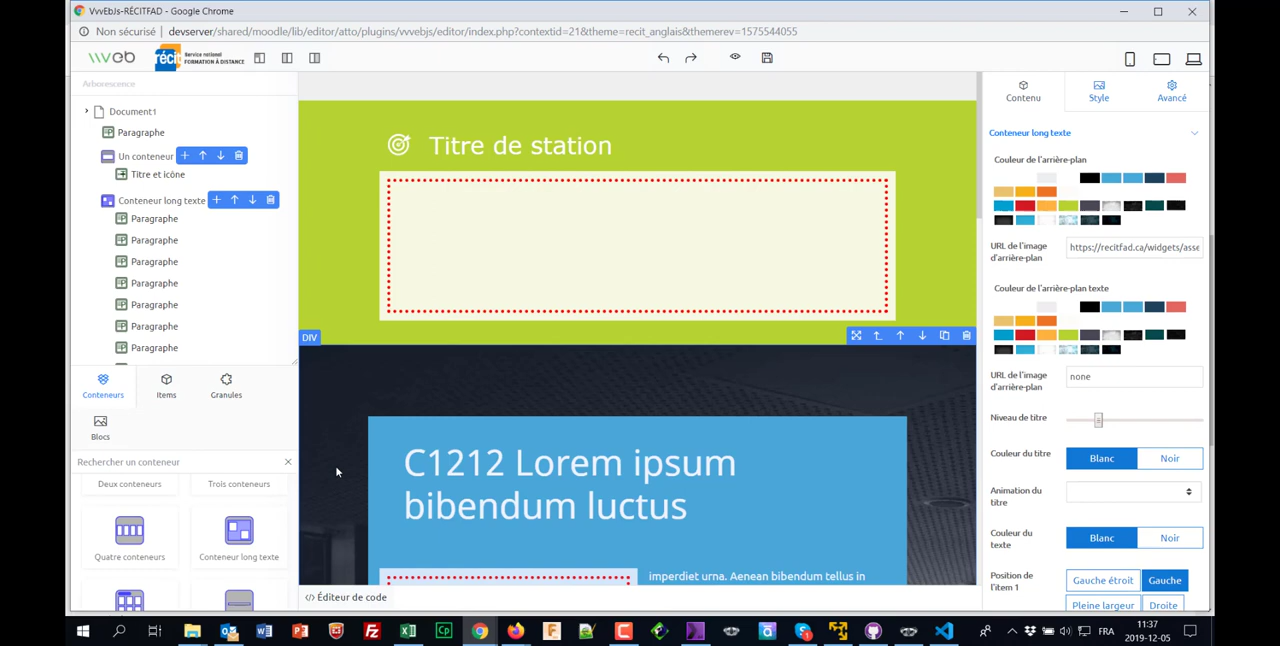 VvvEbJs-RÉCITFAD - Google Chrome
Non sécurisé | devserver/shared/moodle/lib/editor/atto/plugins/vvvebjs/editor/index.php?contextid=21&theme=recit_anglais&themerev=1575544055
vvveb
récit
Service national
FORMATION À DISTANCE
Arborescence
Document1
Paragraphe
Un conteneur
Titre et icône
Conteneur long texte
Paragraphe
Paragraphe
Paragraphe
Paragraphe
Paragraphe
Paragraphe
Paragraphe
Conteneurs
Items
Granules
Blocs
Rechercher un conteneur
Deux conteneurs
Trois conteneurs
Quatre conteneurs
Conteneur long texte
Titre de station
DIV
C1212 Lorem ipsum
bibendum luctus
imperdiet urna. Aenean bibendum tellus in
</> Éditeur de code
Contenu
Style
Avancé
Conteneur long texte
Couleur de l'arrière-plan
URL de l'image
d'arrière-plan
https://recitfad.ca/widgets/asse
Couleur de l'arrière-plan texte
URL de l'image
d'arrière-plan
none
Niveau de titre
Couleur du titre
Blanc
Noir
Animation du
titre
Couleur du
texte
Blanc
Noir
Position de
l'item 1
Gauche étroit
Gauche
Pleine largeur
Droite
FRA
11:37
2019-12-05